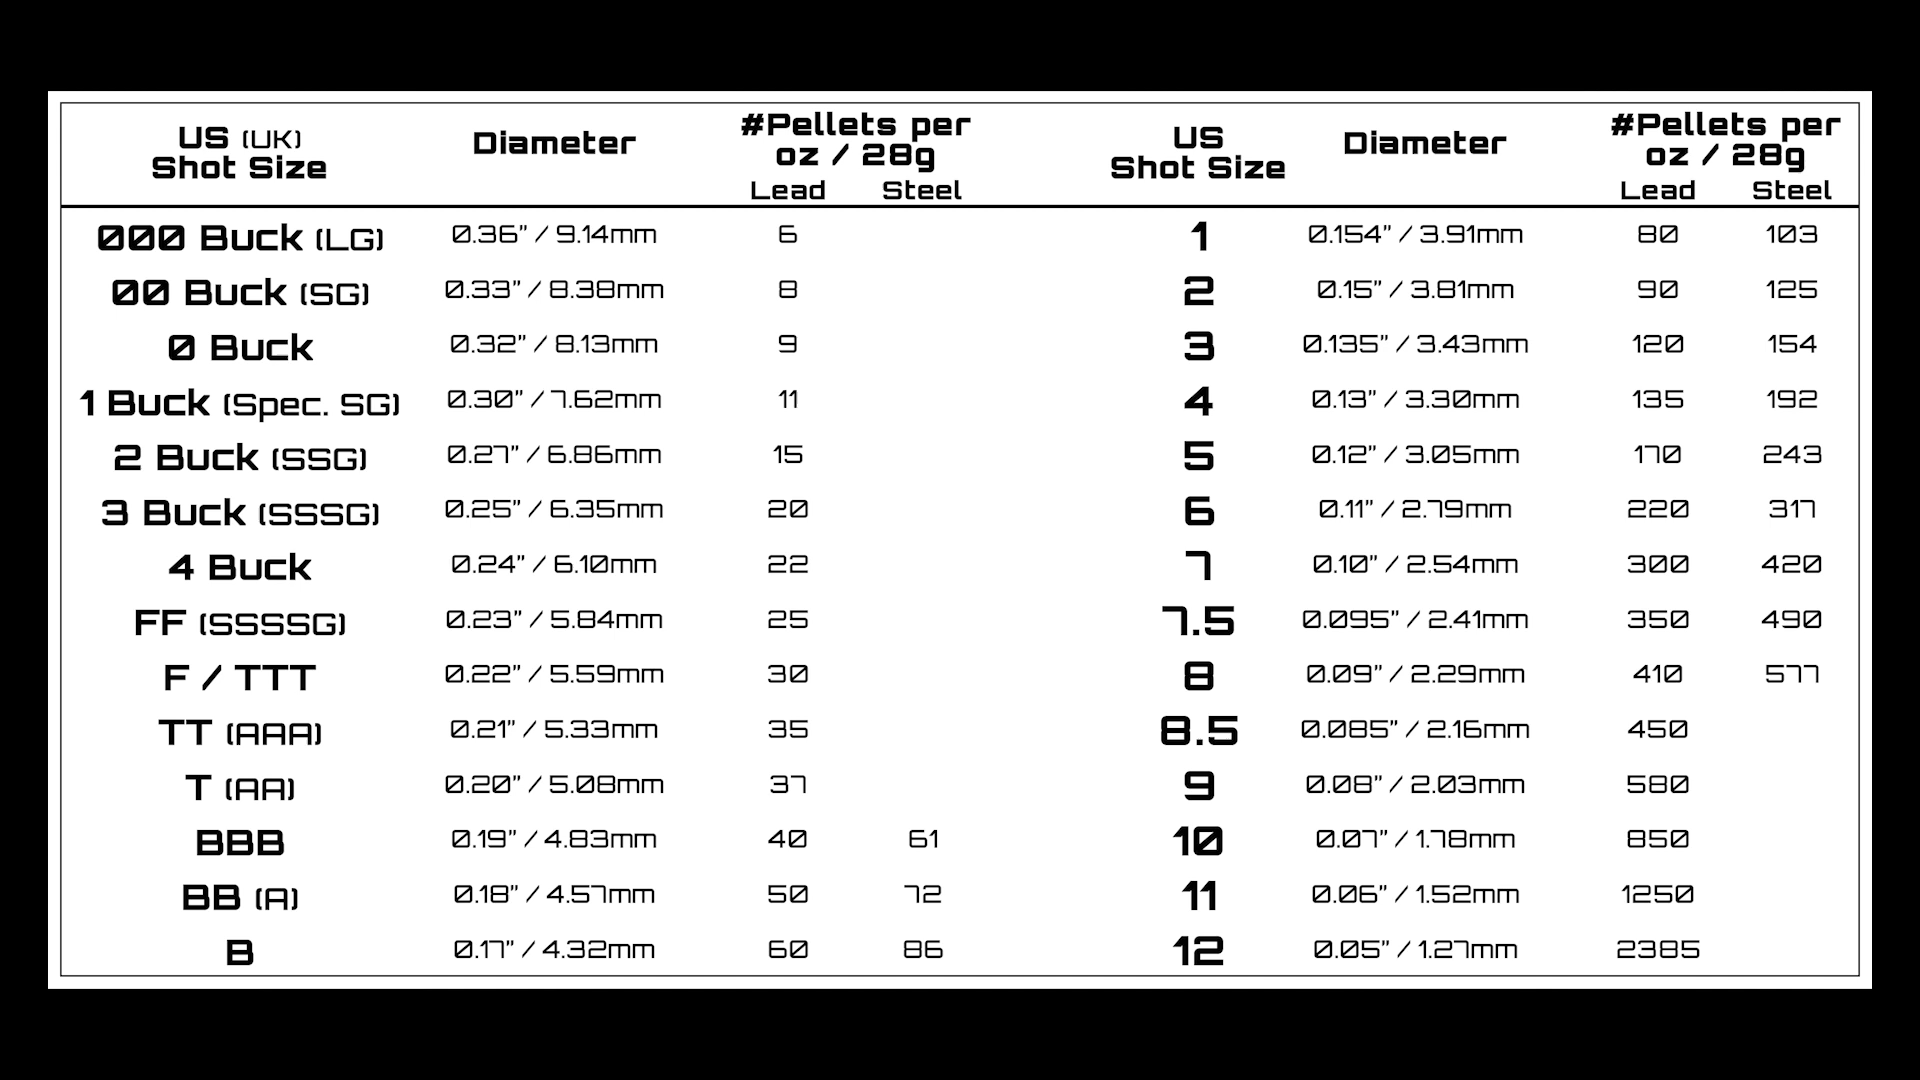 US (UK) Shot Size Diameter #Pellets per oz / 28g Lead Steel US Shot Size Diameter #Pellets per oz / 28g Lead Steel
000 Buck (LG) 0.36” / 9.14mm 6 1 0.154” / 3.91mm 80 103
00 Buck (SG) 0.33” / 8.38mm 8 2 0.15” / 3.81mm 90 125
0 Buck 0.32” / 8.13mm 9 3 0.135” / 3.43mm 120 154
1 Buck (Spec. SG) 0.30” / 7.62mm 11 4 0.13” / 3.30mm 135 192
2 Buck (SSG) 0.27” / 6.86mm 15 5 0.12” / 3.05mm 170 243
3 Buck (SSSG) 0.25” / 6.35mm 20 6 0.11” / 2.79mm 220 317
4 Buck 0.24” / 6.10mm 22 7 0.10” / 2.54mm 300 420
FF (SSSSG) 0.23” / 5.84mm 25 7.5 0.095” / 2.41mm 350 490
F / TTT 0.22” / 5.59mm 30 8 0.09” / 2.29mm 410 577
TT (AAA) 0.21” / 5.33mm 35 8.5 0.085” / 2.16mm 450
T (AA) 0.20” / 5.08mm 37 9 0.08” / 2.03mm 580
BBB 0.19” / 4.83mm 40 61 10 0.07” / 1.78mm 850
BB (A) 0.18” / 4.57mm 50 72 11 0.06” / 1.52mm 1250
B 0.17” / 4.32mm 60 86 12 0.05” / 1.27mm 2385